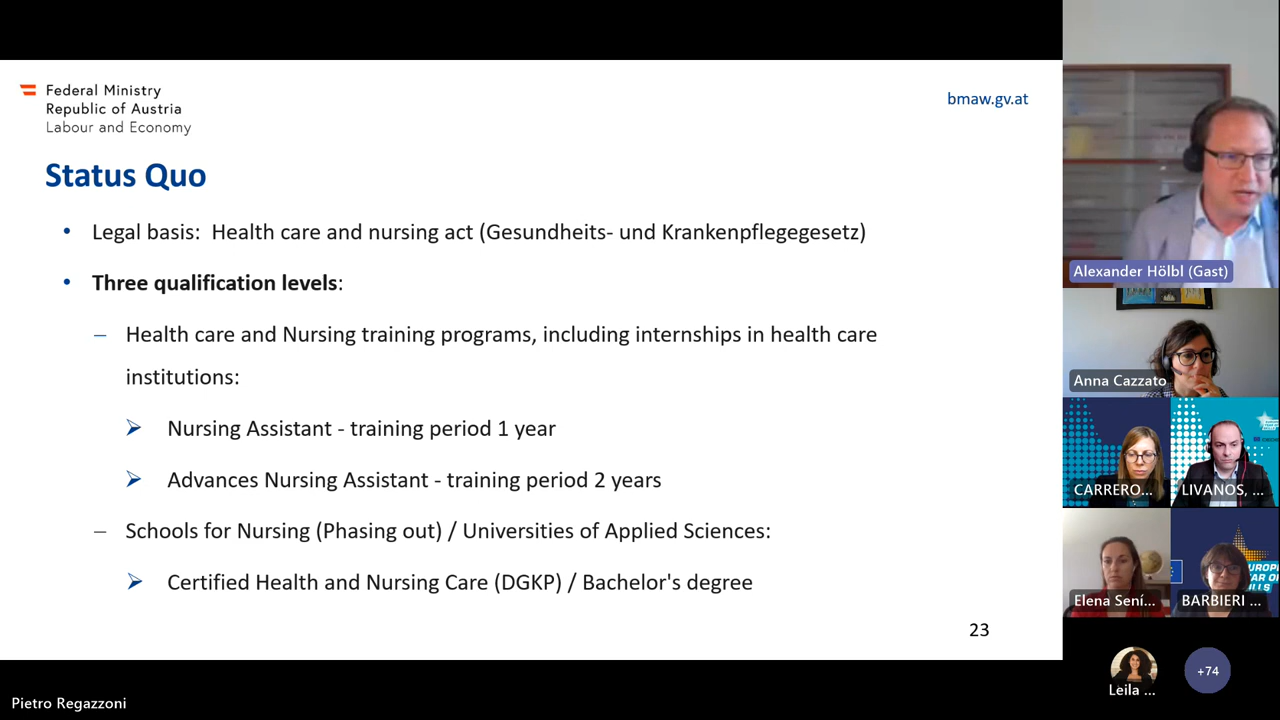 Federal Ministry
Republic of Austria
Labour and Economy
bmaw.gv.at
Status Quo
• Legal basis: Health care and nursing act (Gesundheits- und Krankenpflegegesetz)
• Three qualification levels:
– Health care and Nursing training programs, including internships in health care
institutions:
Nursing Assistant - training period 1 year
Advances Nursing Assistant - training period 2 years
– Schools for Nursing (Phasing out) / Universities of Applied Sciences:
Certified Health and Nursing Care (DGKP) / Bachelor's degree
23
Pietro Regazzoni
Alexander Hölbl (Gast)
Anna Cazzato
CARRERO...
LIVANOS, ...
Elena Sení...
BARBIERI ...
Leila ...
+74